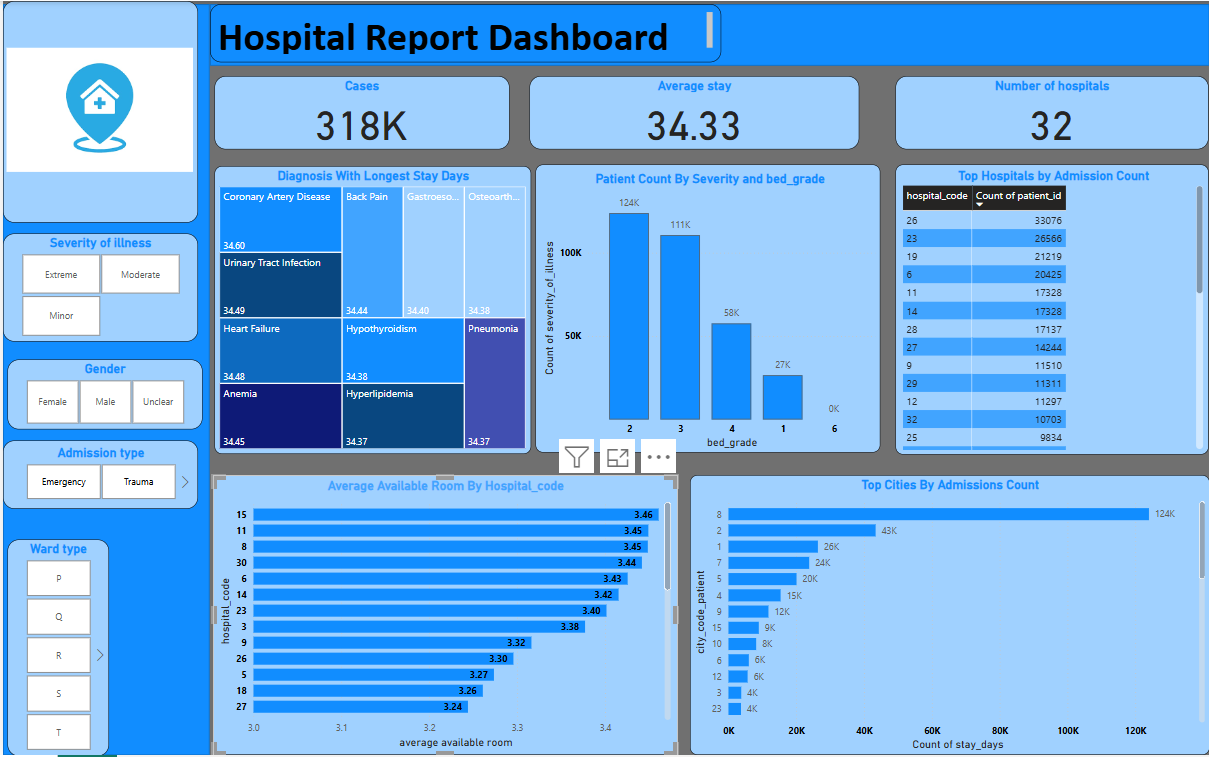 Hospital Report Dashboard
Cases
318K
Average stay
34.33
Number of hospitals
32
Severity of illness
Extreme
Moderate
Minor
Gender
Female
Male
Unclear
Admission type
Emergency
Trauma
Ward type
P
Q
R
S
T
Diagnosis With Longest Stay Days
Coronary Artery Disease
34.60
Urinary Tract Infection
34.49
Heart Failure
34.48
Anemia
34.45
Back Pain
34.44
Gastroeso...
34.40
Osteoarth...
34.38
Hypothyroidism
34.38
Hyperlipidemia
34.37
Pneumonia
34.37
Patient Count By Severity and bed_grade
Count of severity_of_illness
100K
50K
124K
111K
58K
27K
0K
2
3
4
1
6
bed_grade
Top Hospitals by Admission Count
hospital_code Count of patient_id
26 33076
23 26566
19 21219
6 20425
11 17328
14 17328
28 17137
27 14244
9 11510
29 11311
12 11297
32 10703
25 9834
Average Available Room By Hospital_code
hospital_code
15 3.46
11 3.45
8 3.45
30 3.44
6 3.43
14 3.42
23 3.40
3 3.38
9 3.32
26 3.30
5 3.27
18 3.26
27 3.24
3.0 3.1 3.2 3.3 3.4
average available room
Top Cities By Admissions Count
city_code_patient
8 124K
2 43K
1 26K
7 24K
5 20K
4 15K
9 12K
15 9K
10 8K
6 6K
12 6K
3 4K
23 4K
0K 20K 40K 60K 80K 100K 120K
Count of stay_days